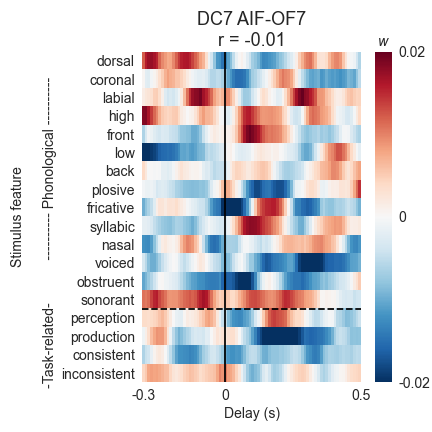 DC7 AIF-OF7
r = -0.01
w
dorsal
coronal
labial
high
front
low
back
plosive
fricative
syllabic
nasal
voiced
obstruent
sonorant
perception
production
consistent
inconsistent
Stimulus feature
-Task-related- ---------- Phonological ----------
0.02
0
-0.02
-0.3 0 0.5
Delay (s)